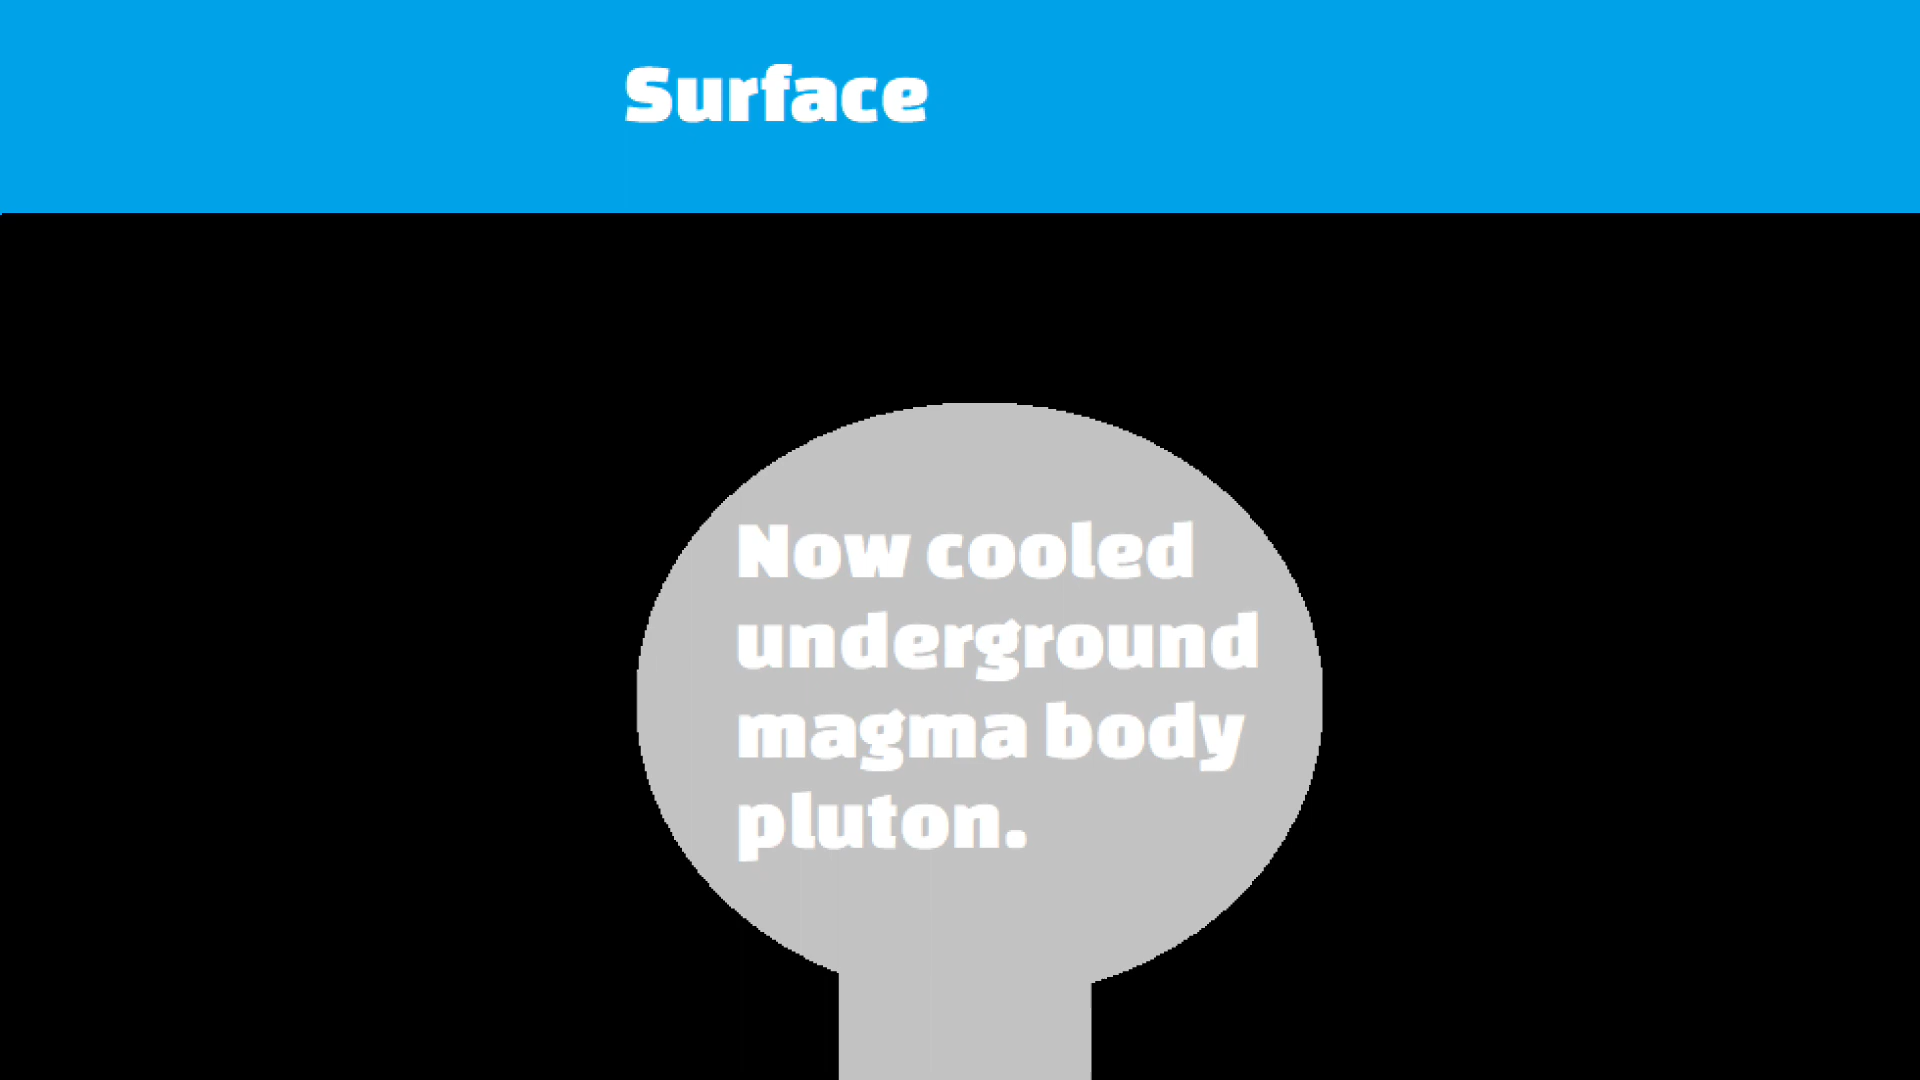 Surface
Now cooled
underground
magma body
pluton.